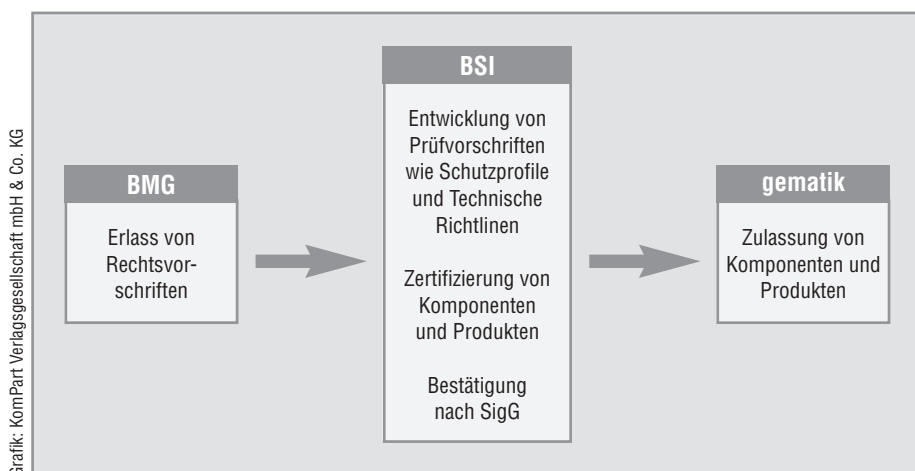 BMG
Erlass von
Rechtsvor-
schriften
BSI
Entwicklung von
Prüfvorschriften
wie Schutzprofile
und Technische
Richtlinen
Zertifizierung von
Komponenten
und Produkten
Bestätigung
nach SigG
gematik
Zulassung von
Komponenten und
Produkten
Grafik: KomPart Verlagsgesellschaft mbH & Co. KG